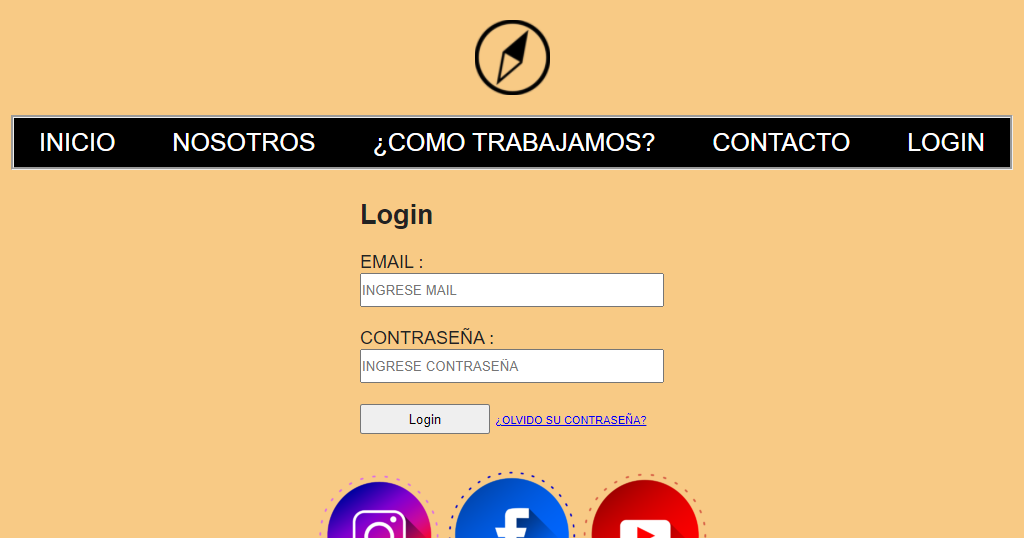 INICIO NOSOTROS ¿COMO TRABAJAMOS? CONTACTO LOGIN
Login
EMAIL :
INGRESE MAIL
CONTRASEÑA :
INGRESE CONTRASEÑA
Login ¿OLVIDO SU CONTRASEÑA?